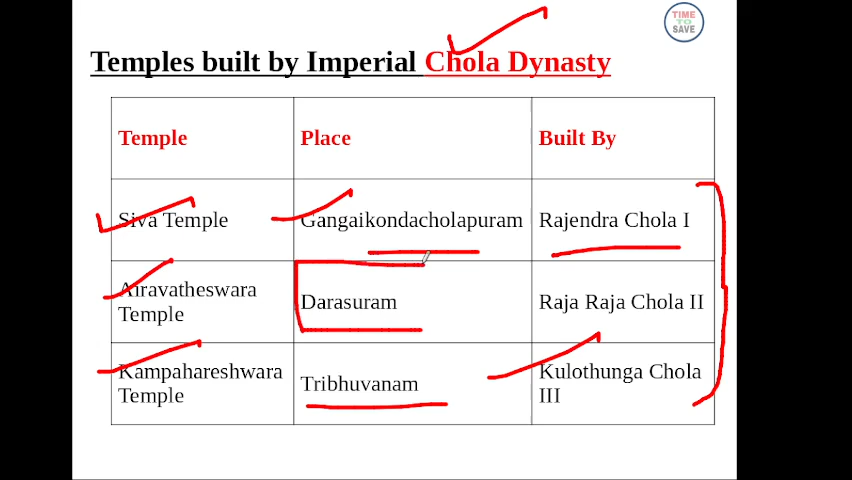 TIME
TO
SAVE
Temples built by Imperial Chola Dynasty
Temple Place Built By
Siva Temple Gangaikondacholapuram Rajendra Chola I
Airavatheswara
Temple
Darasuram Raja Raja Chola II
Kampahareshwara
Temple
Tribhuvanam
Kulothunga Chola
III